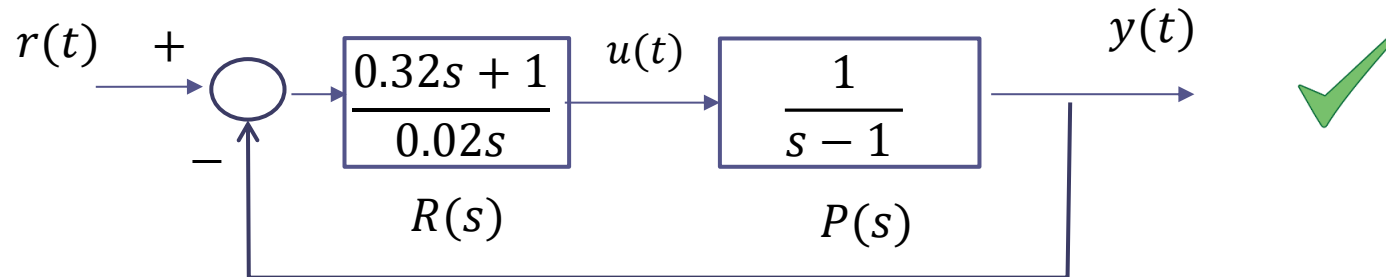 r(t) + 0.32s + 1 u(t) 1 y(t)
0.02s s − 1
−
R(s) P(s)